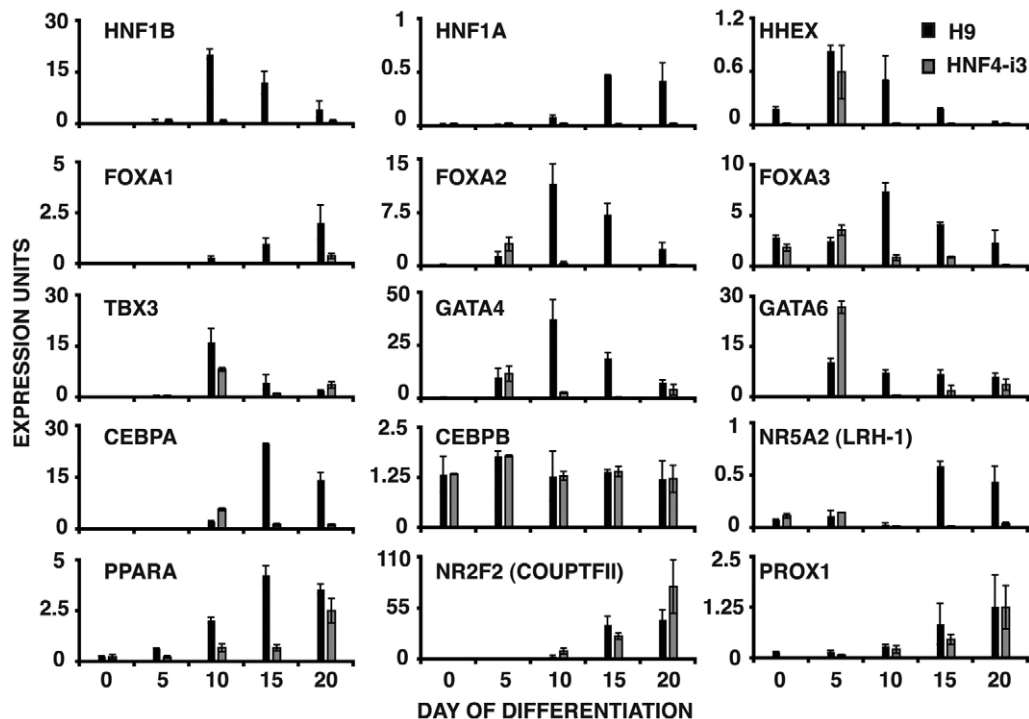 EXPRESSION UNITS
HNF1B
30
15
0
HNF1A
1
0.5
0
HHEX
1.2
0.6
0
H9
HNF4-i3
FOXA1
5
2.5
0
FOXA2
15
7.5
0
FOXA3
10
5
0
TBX3
30
15
0
GATA4
50
25
0
GATA6
30
15
0
CEBPA
30
15
0
CEBPB
2.5
1.25
0
NR5A2 (LRH-1)
1
0.5
0
PPARA
5
2.5
0
NR2F2 (COUPTFII)
110
55
0
PROX1
2.5
1.25
0
0 5 10 15 20
0 5 10 15 20
0 5 10 15 20
DAY OF DIFFERENTIATION